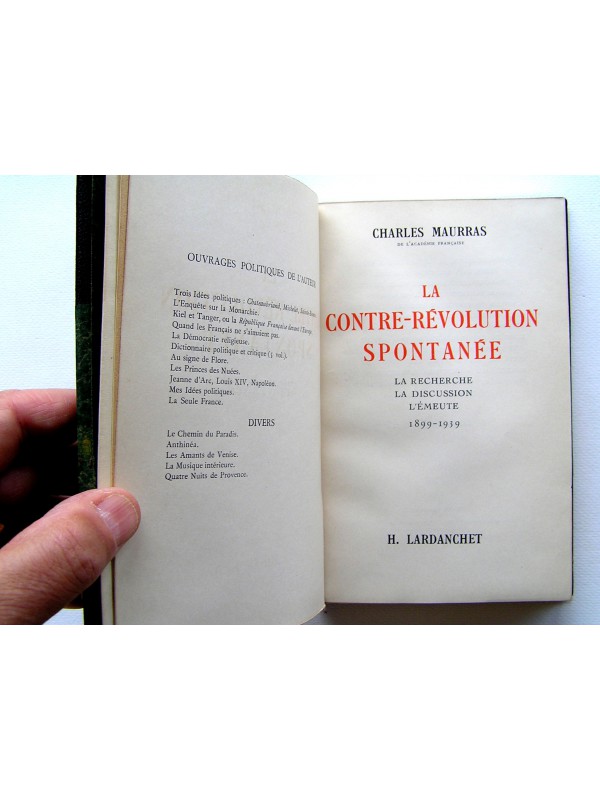 OUVRAGES POLITIQUES DE L'AUTEUR
Trois Idées politiques : Chateaubriand, Michelet, Sainte-Beuve.
L'Enquête sur la Monarchie.
Kiel et Tanger, ou la République Française devant l'Europe.
Quand les Français ne s'aimaient pas.
La Démocratie religieuse.
Dictionnaire politique et critique (5 vol.).
Au signe de Flore.
Les Princes des Nuées.
Jeanne d'Arc, Louis XIV, Napoléon.
Mes Idées politiques.
La Seule France.
DIVERS
Le Chemin du Paradis.
Anthinéa.
Les Amants de Venise.
La Musique intérieure.
Quatre Nuits de Provence.
CHARLES MAURRAS
DE L'ACADÉMIE FRANÇAISE
LA
CONTRE-RÉVOLUTION
SPONTANÉE
LA RECHERCHE
LA DISCUSSION
L'ÉMEUTE
1899-1939
H. LARDANCHET